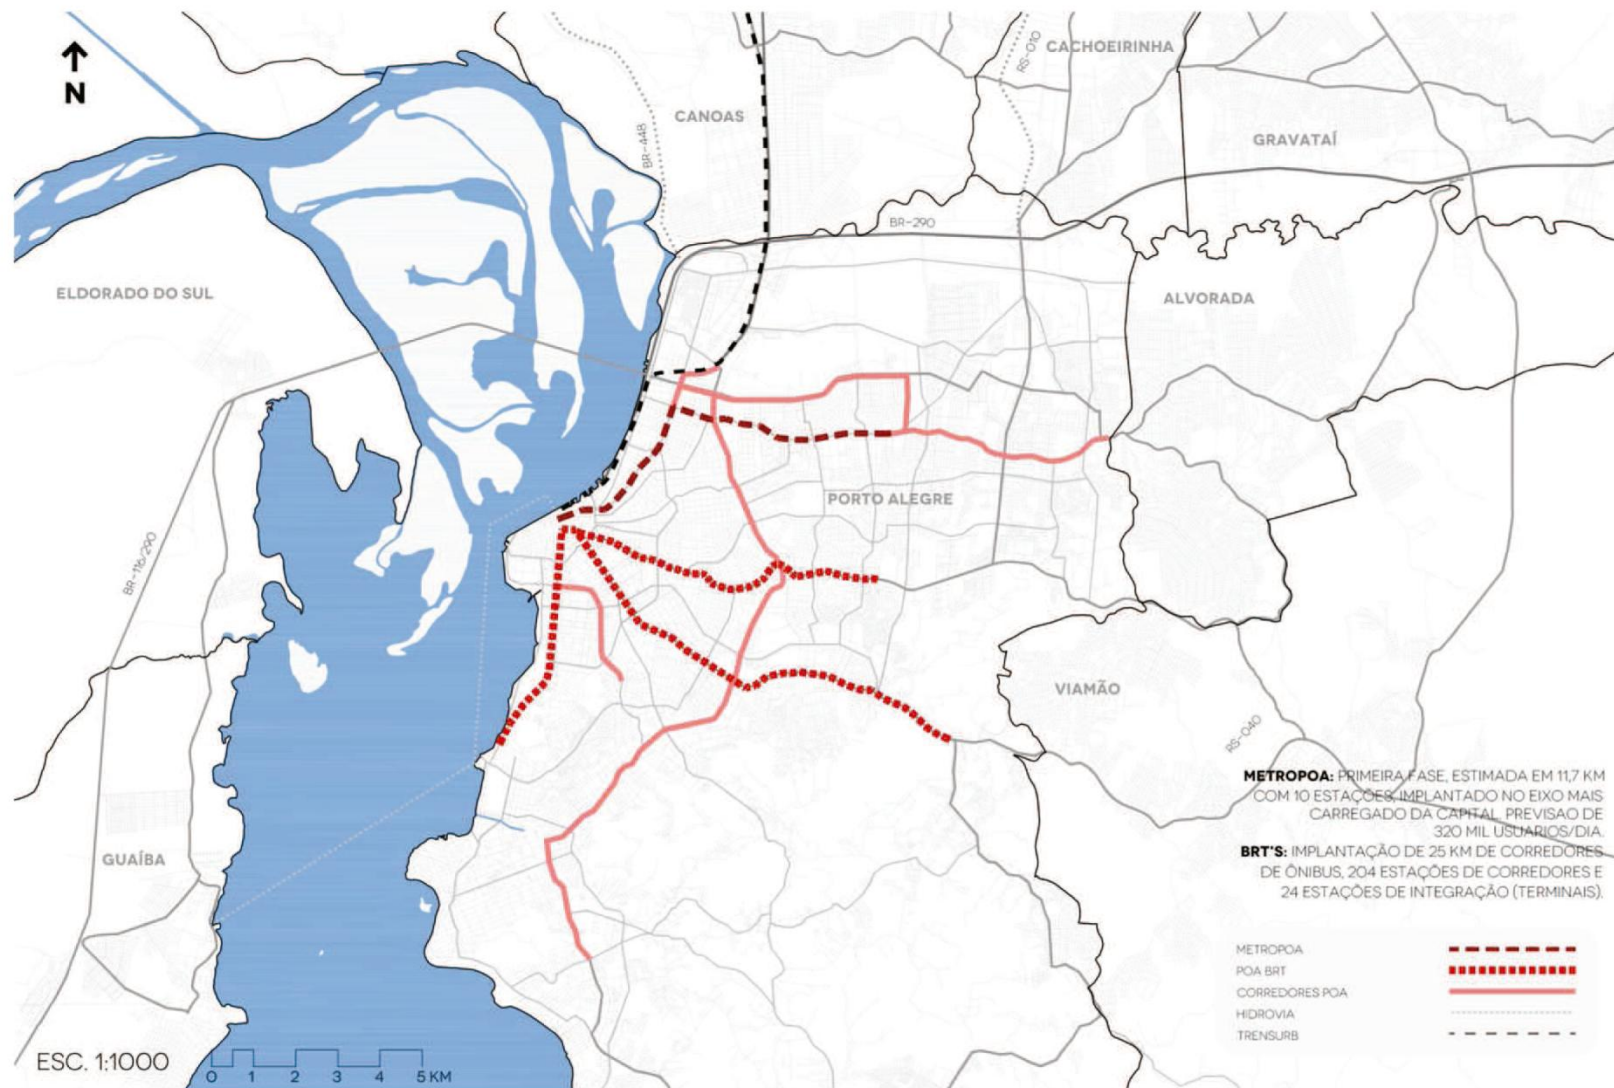 N
CACHOEIRINHA
RS-010
CANOAS
BR-448
GRAVATAÍ
BR-290
ELDORADO DO SUL
ALVORADA
PORTO ALEGRE
BR-116/290
VIAMÃO
RS-040
METROPOA: PRIMEIRA FASE, ESTIMADA EM 11,7 KM
COM 10 ESTAÇÕES, IMPLANTADO NO EIXO MAIS
CARREGADO DA CAPITAL. PREVISAO DE
320 MIL USUARIOS/DIA.
BRT'S: IMPLANTAÇÃO DE 25 KM DE CORREDORES
DE ÔNIBUS, 204 ESTAÇÕES DE CORREDORES E
24 ESTAÇÕES DE INTEGRAÇÃO (TERMINAIS).
GUAÍBA
METROPOA
POA BRT
CORREDORES POA
HIDROVIA
TRENSURB
ESC. 1:1000
0 1 2 3 4 5 KM